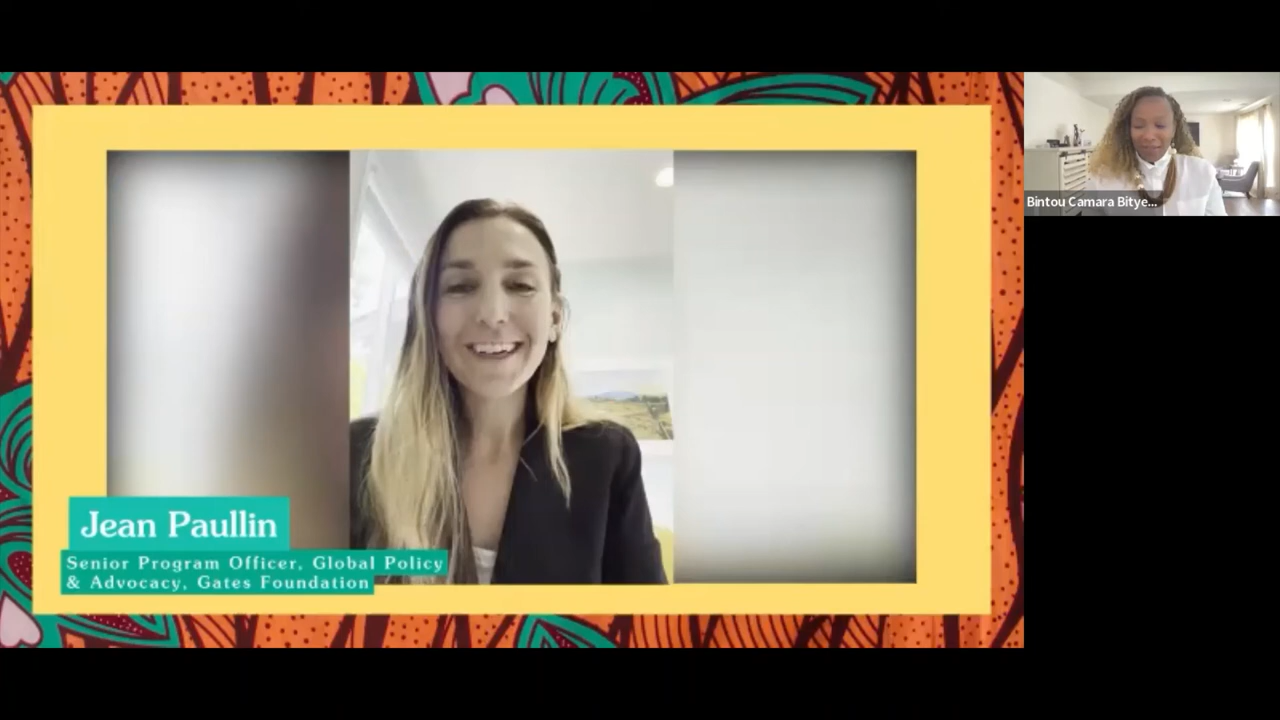 Jean Paullin
Senior Program Officer, Global Policy
& Advocacy, Gates Foundation
Bintou Camara Bitye...